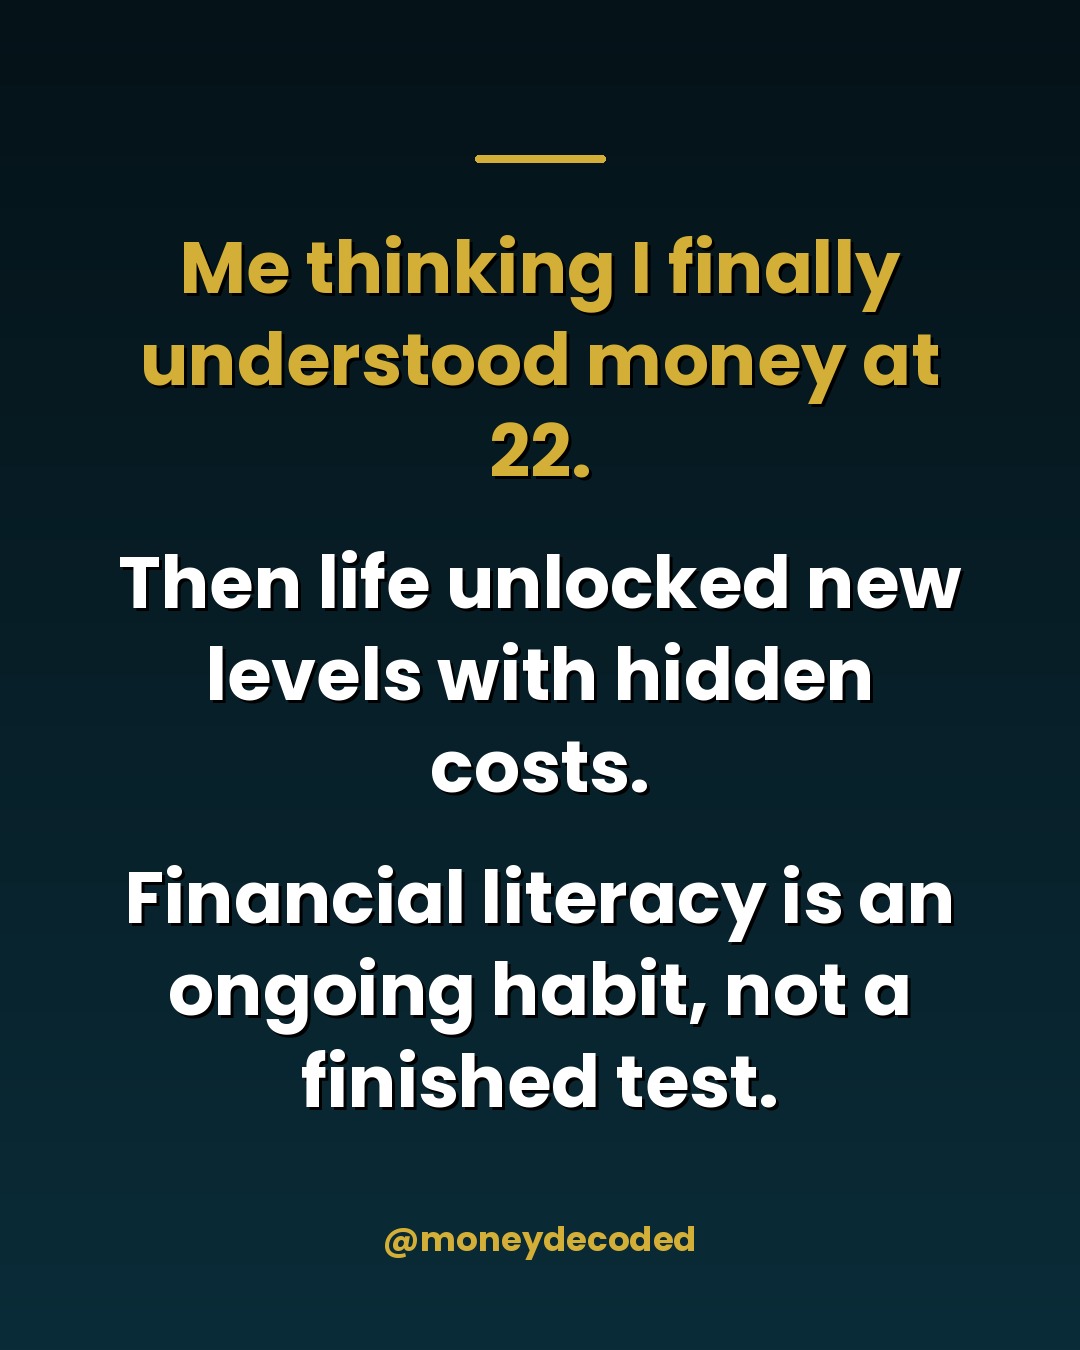 Me thinking I finally
understood money at
22.
Then life unlocked new
levels with hidden
costs.
Financial literacy is an
ongoing habit, not a
finished test.
@moneydecoded